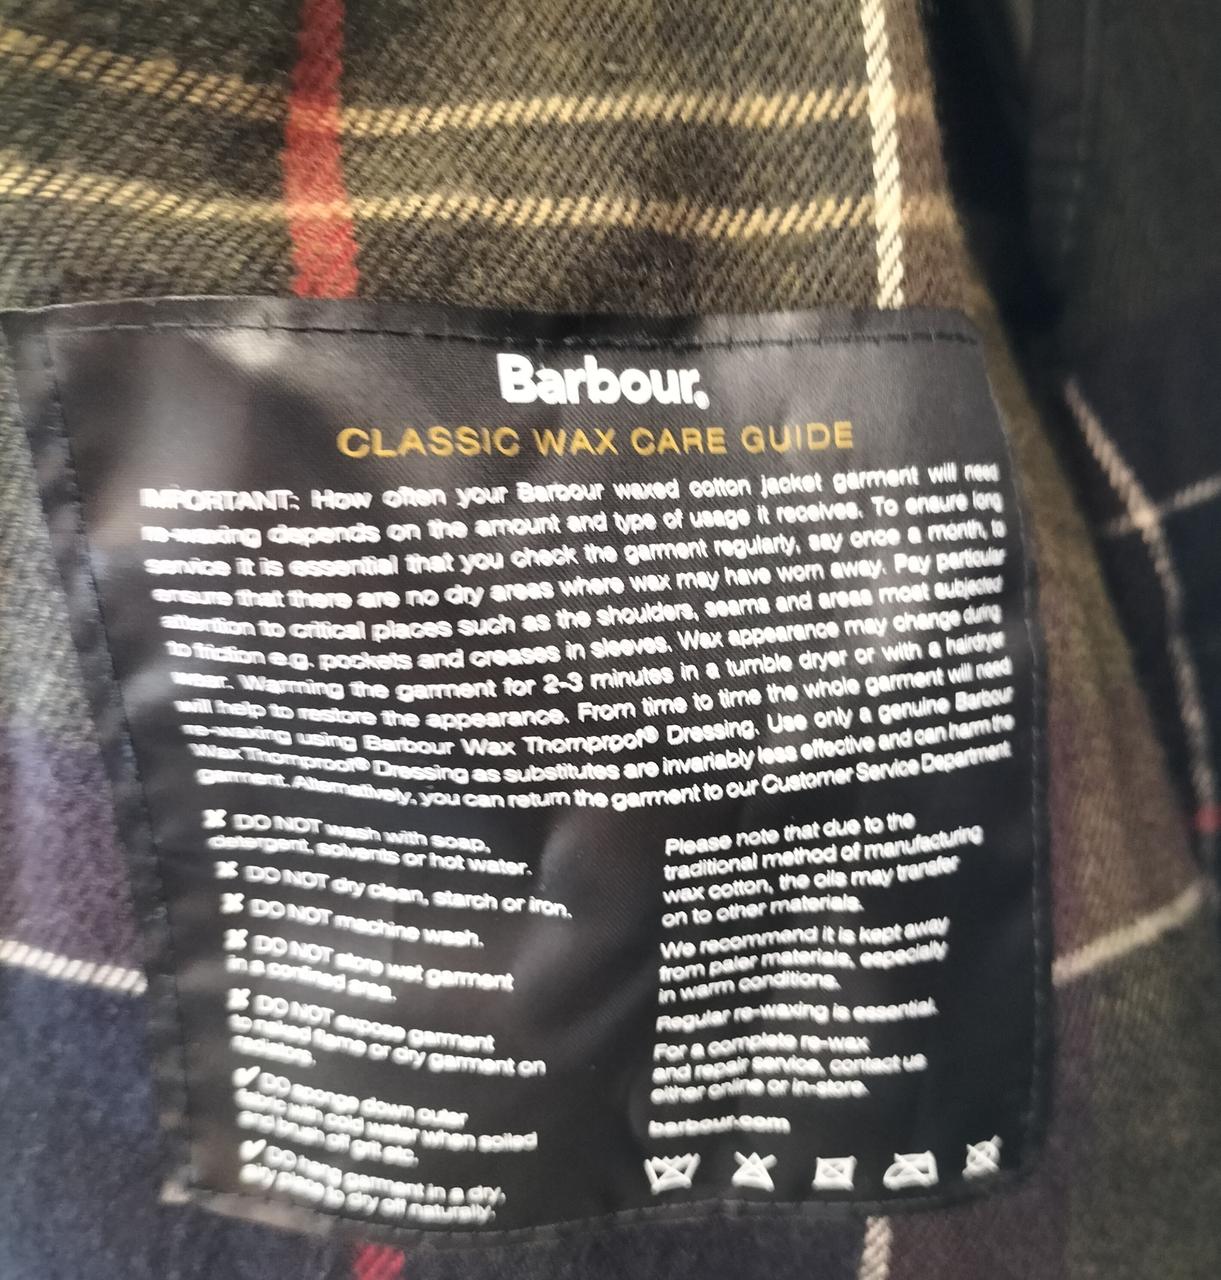 Barbour®
CLASSIC WAX CARE GUIDE
IMPORTANT: How often your Barbour waxed cotton jacket garment will need
re-waxing depends on the amount and type of usage it receives. To ensure long
service it is essential that you check the garment regularly, say once a month, to
ensure that there are no dry areas where wax may have worn away. Pay particular
attention to critical places such as the shoulders, seams and areas most subjected
to friction e.g. pockets and creases in sleeves. Wax appearance may change during
wear. Warming the garment for 2-3 minutes in a tumble dryer or with a hairdryer
will help to restore the appearance. From time to time the whole garment will need
re-waxing using Barbour Wax Thornproof® Dressing. Use only a genuine Barbour
Wax Thornproof® Dressing as substitutes are invariably less effective and can harm the
garment. Alternatively, you can return the garment to our Customer Service Department.
✖ DO NOT wash with soap,
detergent, solvents or hot water.
✖ DO NOT dry clean, starch or iron.
✖ DO NOT machine wash.
✖ DO NOT store wet garment
in a confined area.
✖ DO NOT expose garment
to naked flame or dry garment on
radiators.
✔ DO sponge down outer
fabric with cold water when soiled
and brush off grit etc.
✔ DO hang garment in a dry,
airy place to dry off naturally.
Please note that due to the
traditional method of manufacturing
wax cotton, the oils may transfer
on to other materials.
We recommend it is kept away
from paler materials, especially
in warm conditions.
Regular re-waxing is essential.
For a complete re-wax
and repair service, contact us
either online or in-store.
barbour.com